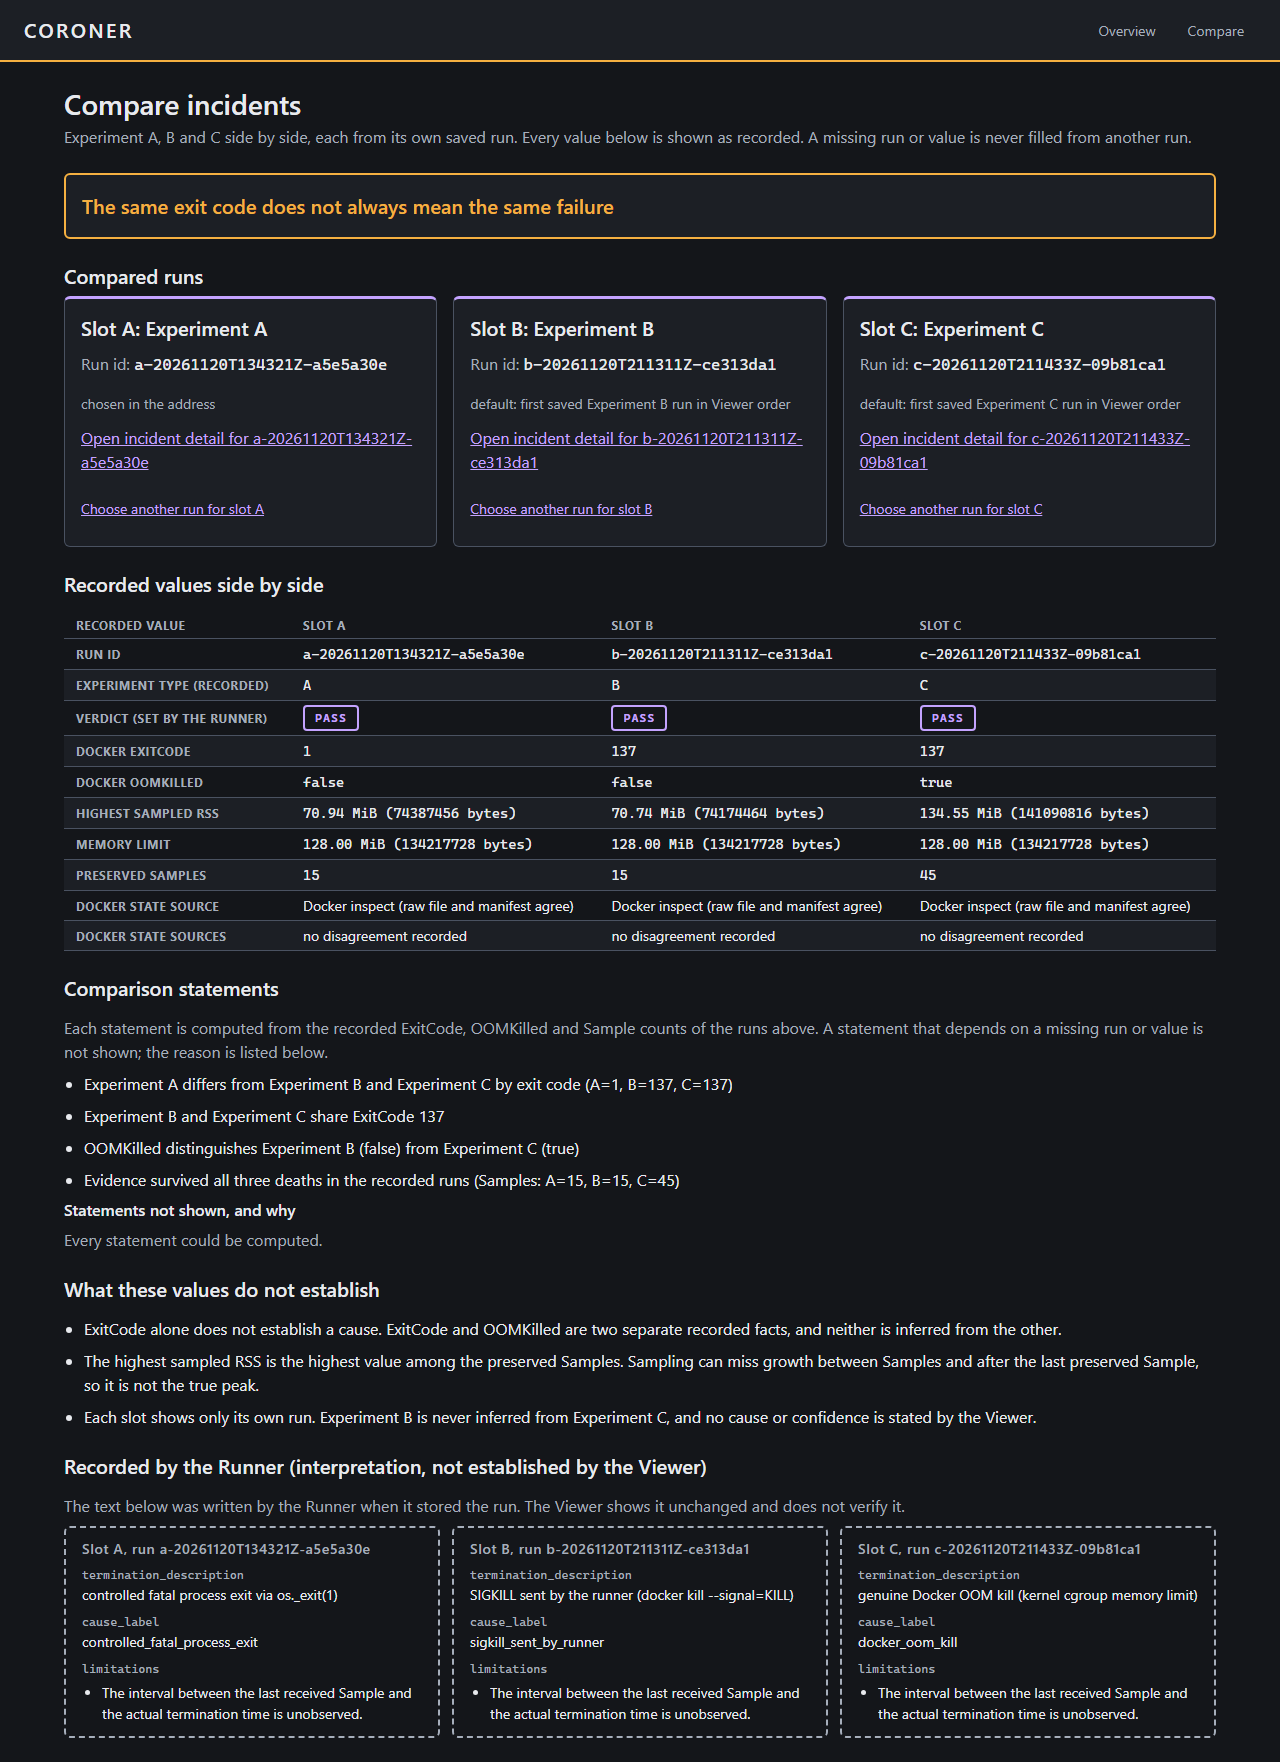 CORONER
Overview
Compare
Compare incidents
Experiment A, B and C side by side, each from its own saved run. Every value below is shown as recorded. A missing run or value is never filled from another run.
The same exit code does not always mean the same failure
Compared runs
Slot A: Experiment A
Run id: a-20261120T134321Z-a5e5a30e
chosen in the address
Open incident detail for a-20261120T134321Z-
a5e5a30e
Choose another run for slot A
Slot B: Experiment B
Run id: b-20261120T211311Z-ce313da1
default: first saved Experiment B run in Viewer order
Open incident detail for b-20261120T211311Z-
ce313da1
Choose another run for slot B
Slot C: Experiment C
Run id: c-20261120T211433Z-09b81ca1
default: first saved Experiment C run in Viewer order
Open incident detail for c-20261120T211433Z-
09b81ca1
Choose another run for slot C
Recorded values side by side
RECORDED VALUE SLOT A SLOT B SLOT C
RUN ID a-20261120T134321Z-a5e5a30e b-20261120T211311Z-ce313da1 c-20261120T211433Z-09b81ca1
EXPERIMENT TYPE (RECORDED) A B C
VERDICT (SET BY THE RUNNER) PASS PASS PASS
DOCKER EXITCODE 1 137 137
DOCKER OOMKILLED false false true
HIGHEST SAMPLED RSS 70.94 MiB (74387456 bytes) 70.74 MiB (74174464 bytes) 134.55 MiB (141090816 bytes)
MEMORY LIMIT 128.00 MiB (134217728 bytes) 128.00 MiB (134217728 bytes) 128.00 MiB (134217728 bytes)
PRESERVED SAMPLES 15 15 45
DOCKER STATE SOURCE Docker inspect (raw file and manifest agree) Docker inspect (raw file and manifest agree) Docker inspect (raw file and manifest agree)
DOCKER STATE SOURCES no disagreement recorded no disagreement recorded no disagreement recorded
Comparison statements
Each statement is computed from the recorded ExitCode, OOMKilled and Sample counts of the runs above. A statement that depends on a missing run or value is
not shown; the reason is listed below.
• Experiment A differs from Experiment B and Experiment C by exit code (A=1, B=137, C=137)
• Experiment B and Experiment C share ExitCode 137
• OOMKilled distinguishes Experiment B (false) from Experiment C (true)
• Evidence survived all three deaths in the recorded runs (Samples: A=15, B=15, C=45)
Statements not shown, and why
Every statement could be computed.
What these values do not establish
• ExitCode alone does not establish a cause. ExitCode and OOMKilled are two separate recorded facts, and neither is inferred from the other.
• The highest sampled RSS is the highest value among the preserved Samples. Sampling can miss growth between Samples and after the last preserved Sample,
so it is not the true peak.
• Each slot shows only its own run. Experiment B is never inferred from Experiment C, and no cause or confidence is stated by the Viewer.
Recorded by the Runner (interpretation, not established by the Viewer)
The text below was written by the Runner when it stored the run. The Viewer shows it unchanged and does not verify it.
Slot A, run a-20261120T134321Z-a5e5a30e
termination_description
controlled fatal process exit via os._exit(1)
cause_label
controlled_fatal_process_exit
limitations
• The interval between the last received Sample and
the actual termination time is unobserved.
Slot B, run b-20261120T211311Z-ce313da1
termination_description
SIGKILL sent by the runner (docker kill --signal=KILL)
cause_label
sigkill_sent_by_runner
limitations
• The interval between the last received Sample and
the actual termination time is unobserved.
Slot C, run c-20261120T211433Z-09b81ca1
termination_description
genuine Docker OOM kill (kernel cgroup memory limit)
cause_label
docker_oom_kill
limitations
• The interval between the last received Sample and
the actual termination time is unobserved.